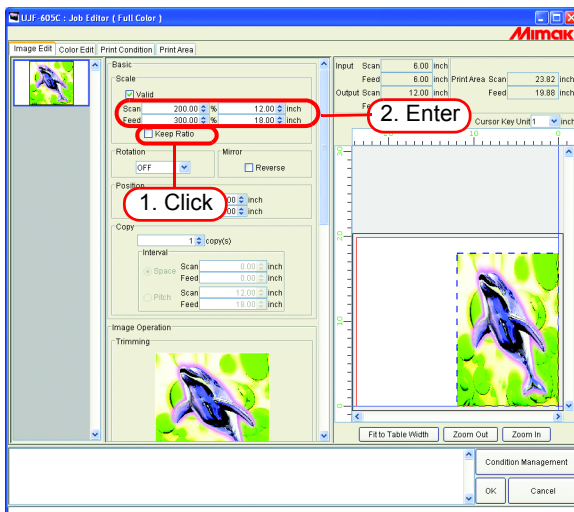 UJF-605C : Job Editor ( Full Color )
Mimak
Image Edit Color Edit Print Condition Print Area
Basic
Scale
Valid
Scan 200.00 % 12.00 inch
Feed 300.00 % 18.00 inch
Keep Ratio
Rotation
OFF
Mirror
Reverse
Position
00 inch
00 inch
1. Click
Copy
1 copy(s)
Interval
Space
Scan 0.00 inch
Feed 0.00 inch
Pitch
Scan 12.00 inch
Feed 18.00 inch
Image Operation
Trimming
Input Scan 6.00 inch
Feed 6.00 inch Print Area Scan 23.82 inch
Output Scan 12.00 inch Feed 19.88 inch
Fe
2. Enter
Cursor Key Unit 1 inch
20 10 0
30
20
10
0
Fit to Table Width Zoom Out Zoom In
Condition Management
OK Cancel